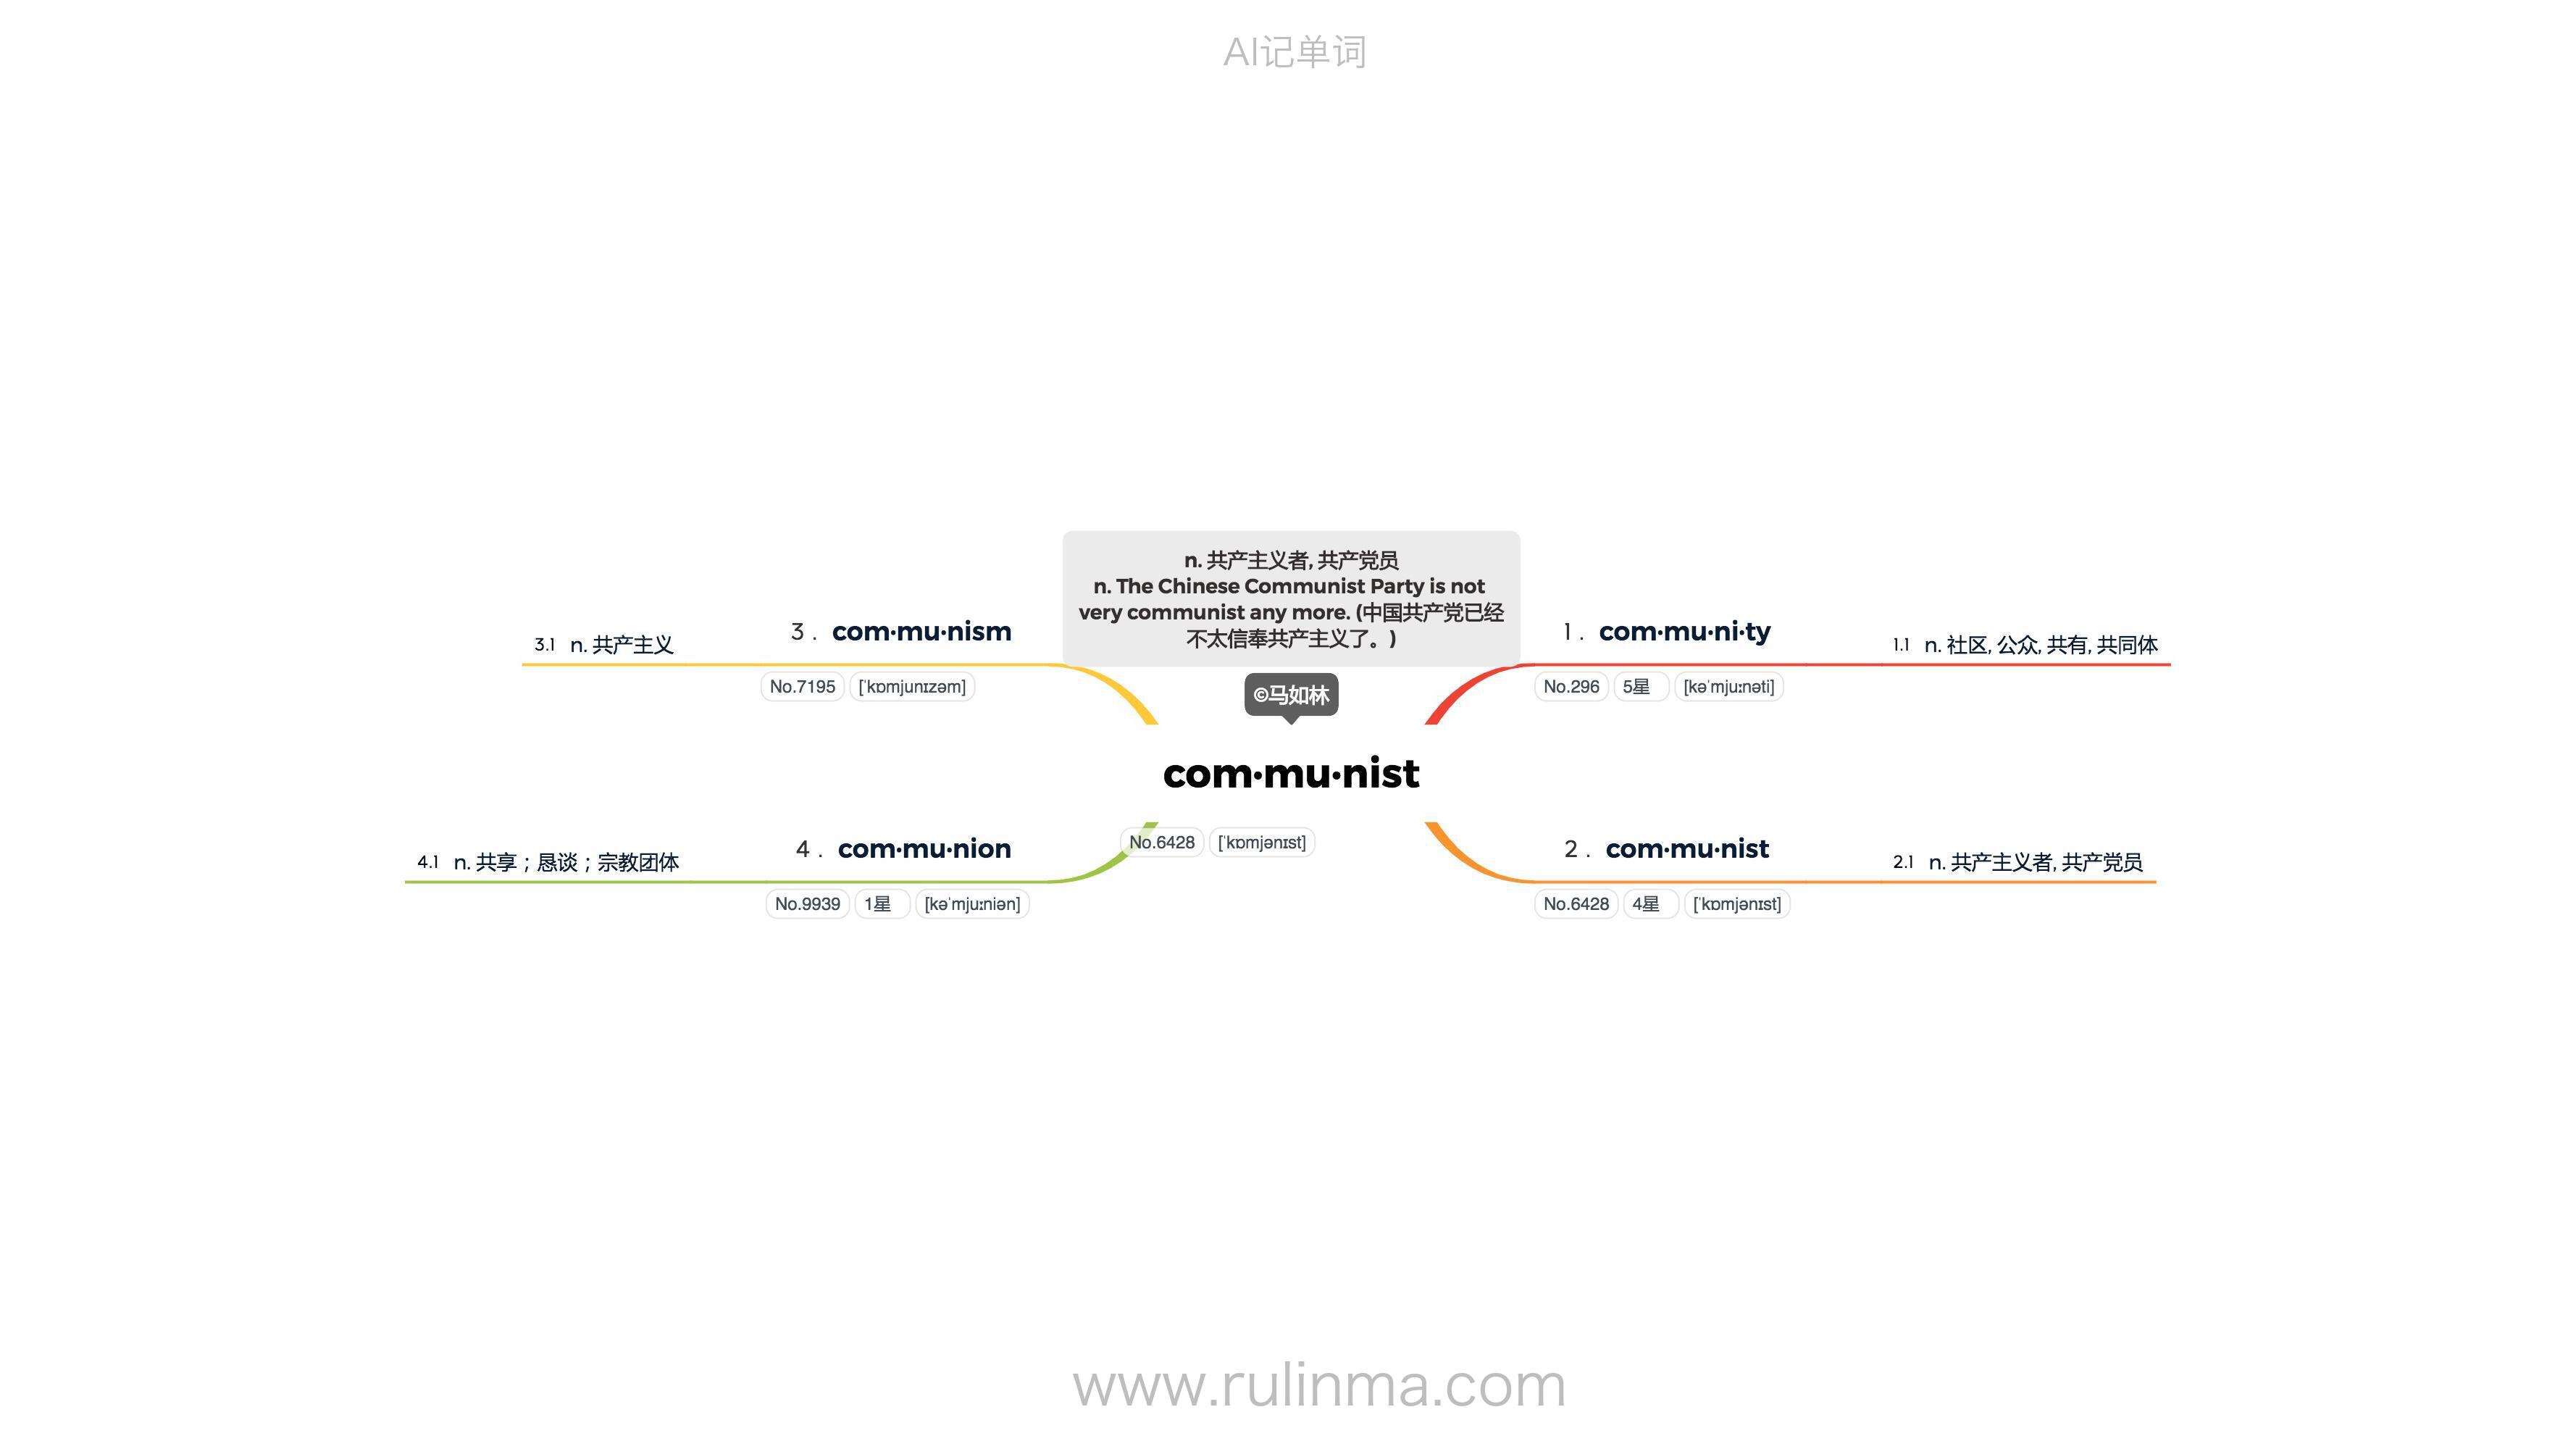 AI记单词
n. 共产主义者, 共产党员
n. The Chinese Communist Party is not
very communist any more. (中国共产党已经
不太信奉共产主义了。)
©马如林
com·mu·nist
No.6428 [ˈkɒmjənɪst]
1 . com·mu·ni·ty
No.296 5星 [kəˈmjuːnəti]
1.1 n. 社区, 公众, 共有, 共同体
2 . com·mu·nist
No.6428 4星 [ˈkɒmjənɪst]
2.1 n. 共产主义者, 共产党员
3 . com·mu·nism
No.7195 [ˈkɒmjunɪzəm]
3.1 n. 共产主义
4 . com·mu·nion
No.9939 1星 [kəˈmjuːniən]
4.1 n. 共享；恳谈；宗教团体
www.rulinma.com